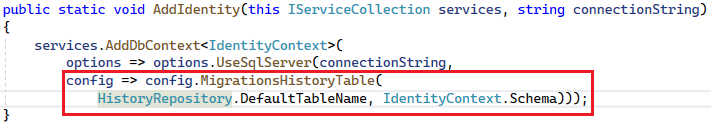 public static void AddIdentity(this IServiceCollection services, string connectionString)
{
services.AddDbContext<IdentityContext>(
options => options.UseSqlServer(connectionString,
config => config.MigrationsHistoryTable(
HistoryRepository.DefaultTableName, IdentityContext.Schema)));
}